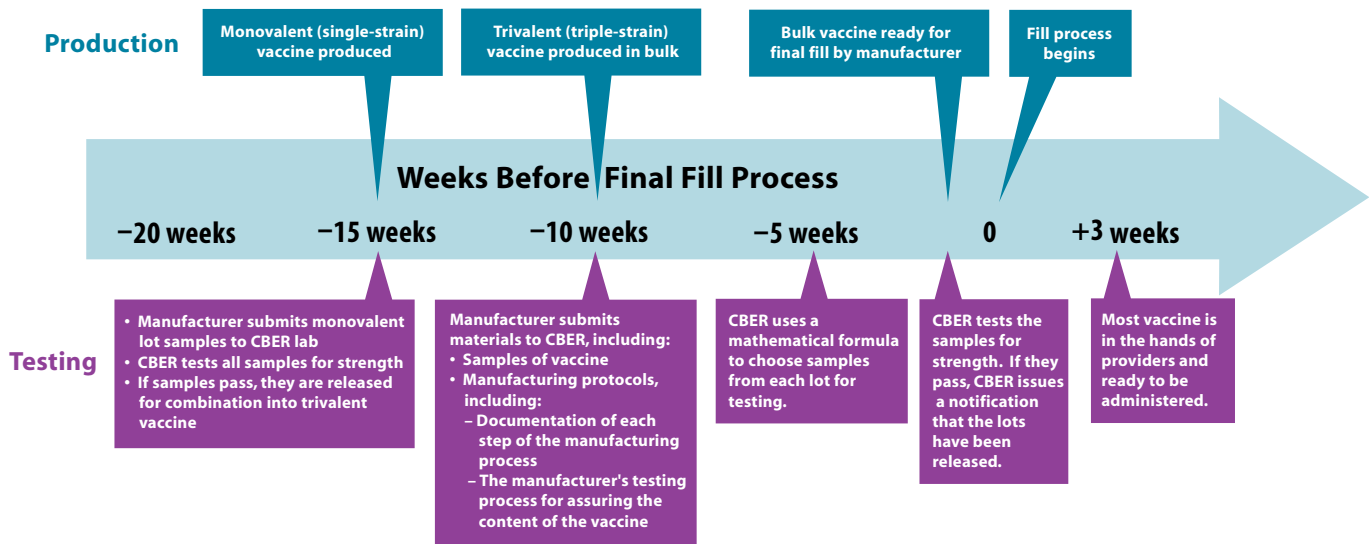 Production
Monovalent (single-strain)
vaccine produced
Trivalent (triple-strain)
vaccine produced in bulk
Bulk vaccine ready for
final fill by manufacturer
Fill process
begins
Weeks Before Final Fill Process
−20 weeks
−15 weeks
−10 weeks
−5 weeks
0
+3 weeks
Testing
• Manufacturer submits monovalent
lot samples to CBER lab
• CBER tests all samples for strength
• If samples pass, they are released
for combination into trivalent
vaccine
Manufacturer submits
materials to CBER, including:
• Samples of vaccine
• Manufacturing protocols,
including:
– Documentation of each
step of the manufacturing
process
– The manufacturer's testing
process for assuring the
content of the vaccine
CBER uses a
mathematical formula
to choose samples
from each lot for
testing.
CBER tests the
samples for
strength. If they
pass, CBER issues
a notification
that the lots
have been
released.
Most vaccine is
in the hands of
providers and
ready to be
administered.